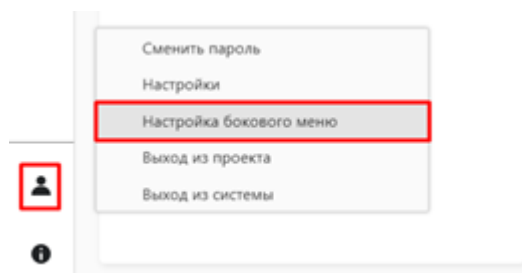 Сменить пароль
Настройки
Настройка бокового меню
Выход из проекта
Выход из системы